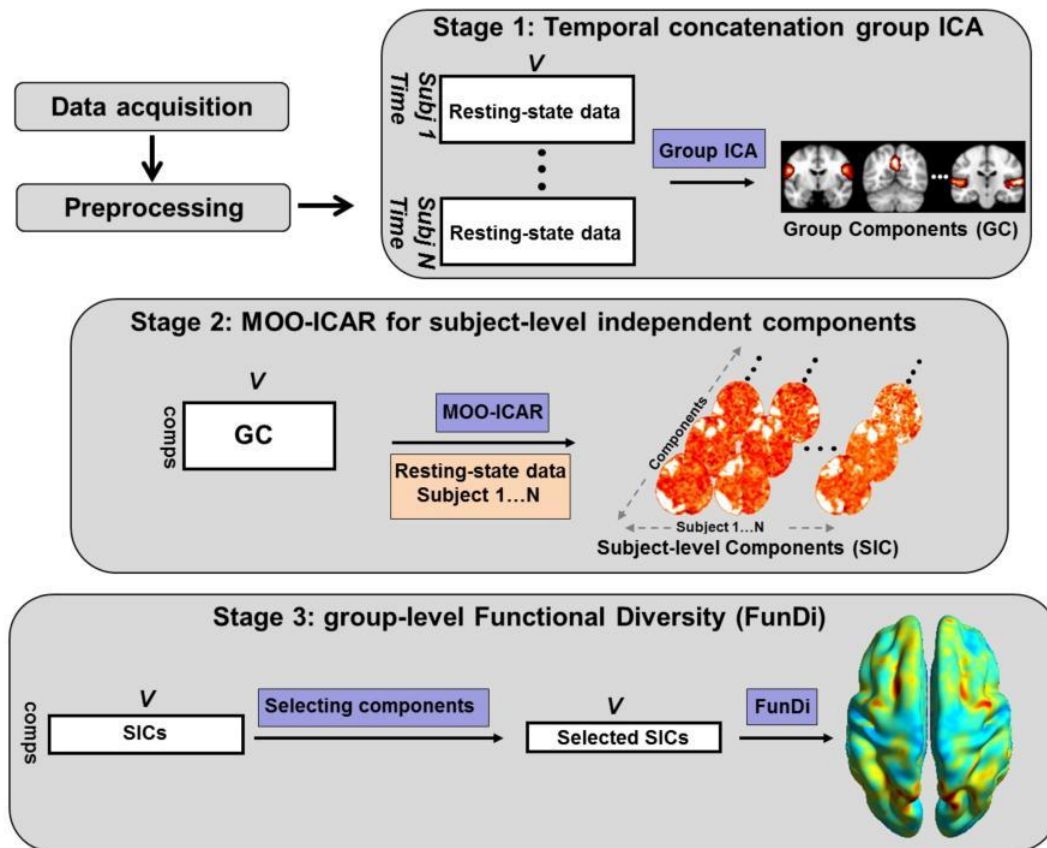 Stage 1: Temporal concatenation group ICA
Data acquisition
Preprocessing
V
Subj 1
Time
Resting-state data
Subj N
Time
Resting-state data
Group ICA
Group Components (GC)
Stage 2: MOO-ICAR for subject-level independent components
V
comps
GC
MOO-ICAR
Resting-state data
Subject 1...N
Components
Subject 1...N
Subject-level Components (SIC)
Stage 3: group-level Functional Diversity (FunDi)
V
comps
SICs
Selecting components
V
Selected SICs
FunDi